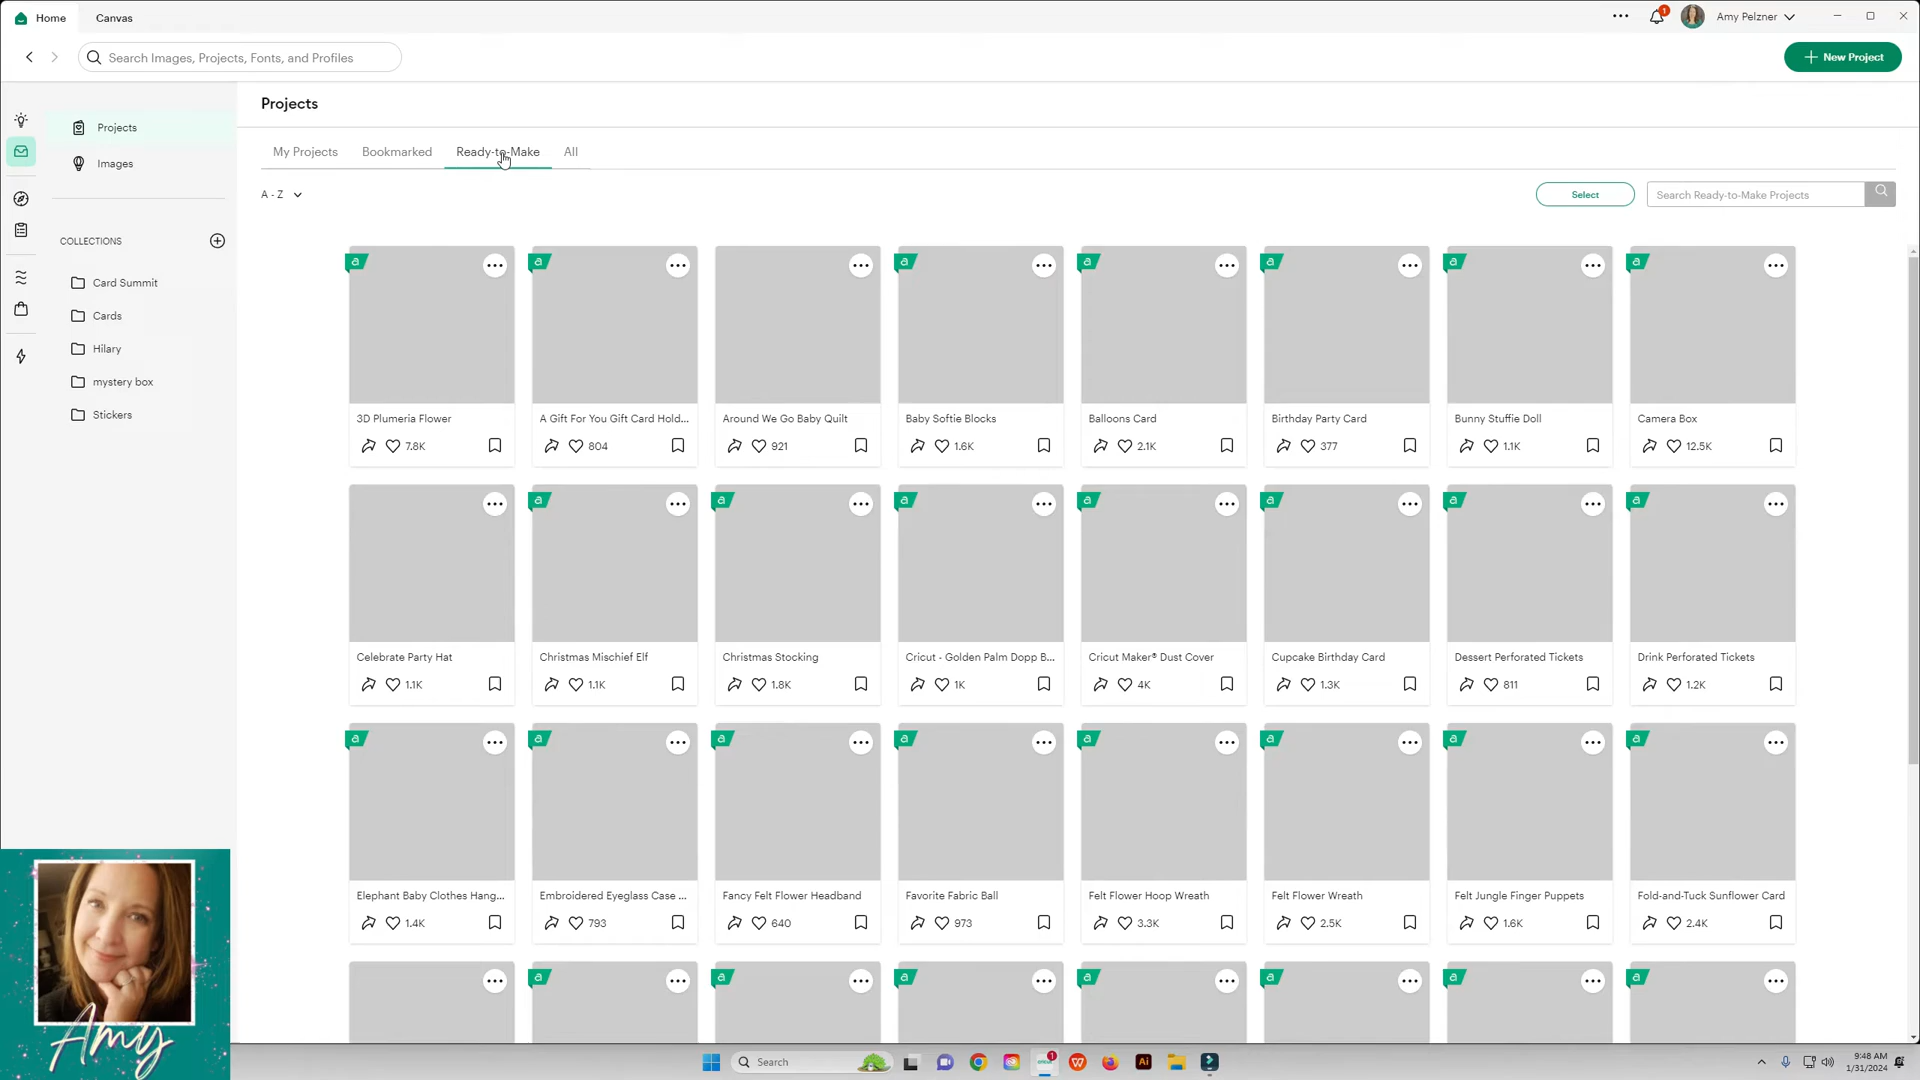 Home
Canvas
Amy Pelzner
1
Search Images, Projects, Fonts, and Profiles
New Project
Projects
Projects
Images
My Projects
Bookmarked
Ready-to-Make
All
A - Z
Select
Search Ready-to-Make Projects
COLLECTIONS
Card Summit
Cards
Hilary
mystery box
Stickers
a a a a a a a
3D Plumeria Flower
A Gift For You Gift Card Hold...
Around We Go Baby Quilt
Baby Softie Blocks
Balloons Card
Birthday Party Card
Bunny Stuffie Doll
Camera Box
7.8K
804
921
1.6K
2.1K
377
1.1K
12.5K
a a a a a a a
Celebrate Party Hat
Christmas Mischief Elf
Christmas Stocking
Cricut - Golden Palm Dopp B...
Cricut Maker® Dust Cover
Cupcake Birthday Card
Dessert Perforated Tickets
Drink Perforated Tickets
1.1K
1.1K
1.8K
1K
4K
1.3K
811
1.2K
a a a a a a a a
Elephant Baby Clothes Hang...
Embroidered Eyeglass Case ...
Fancy Felt Flower Headband
Favorite Fabric Ball
Felt Flower Hoop Wreath
Felt Flower Wreath
Felt Jungle Finger Puppets
Fold-and-Tuck Sunflower Card
1.4K
793
640
973
3.3K
2.5K
1.6K
2.4K
a a a a a a a
Amy
Search
cricut
1
W
Ai
9:48 AM
1/31/2024